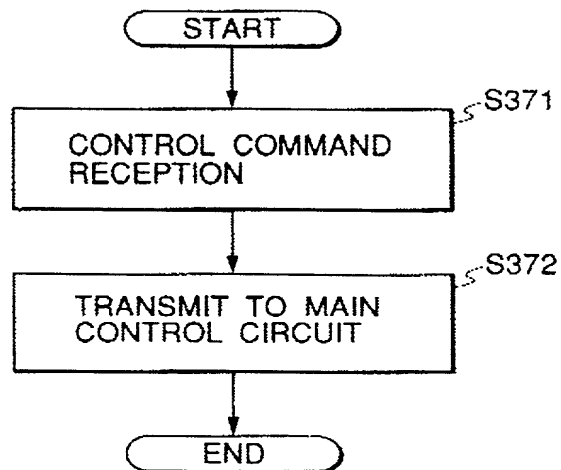 START
S371
CONTROL COMMAND
RECEPTION
S372
TRANSMIT TO MAIN
CONTROL CIRCUIT
END